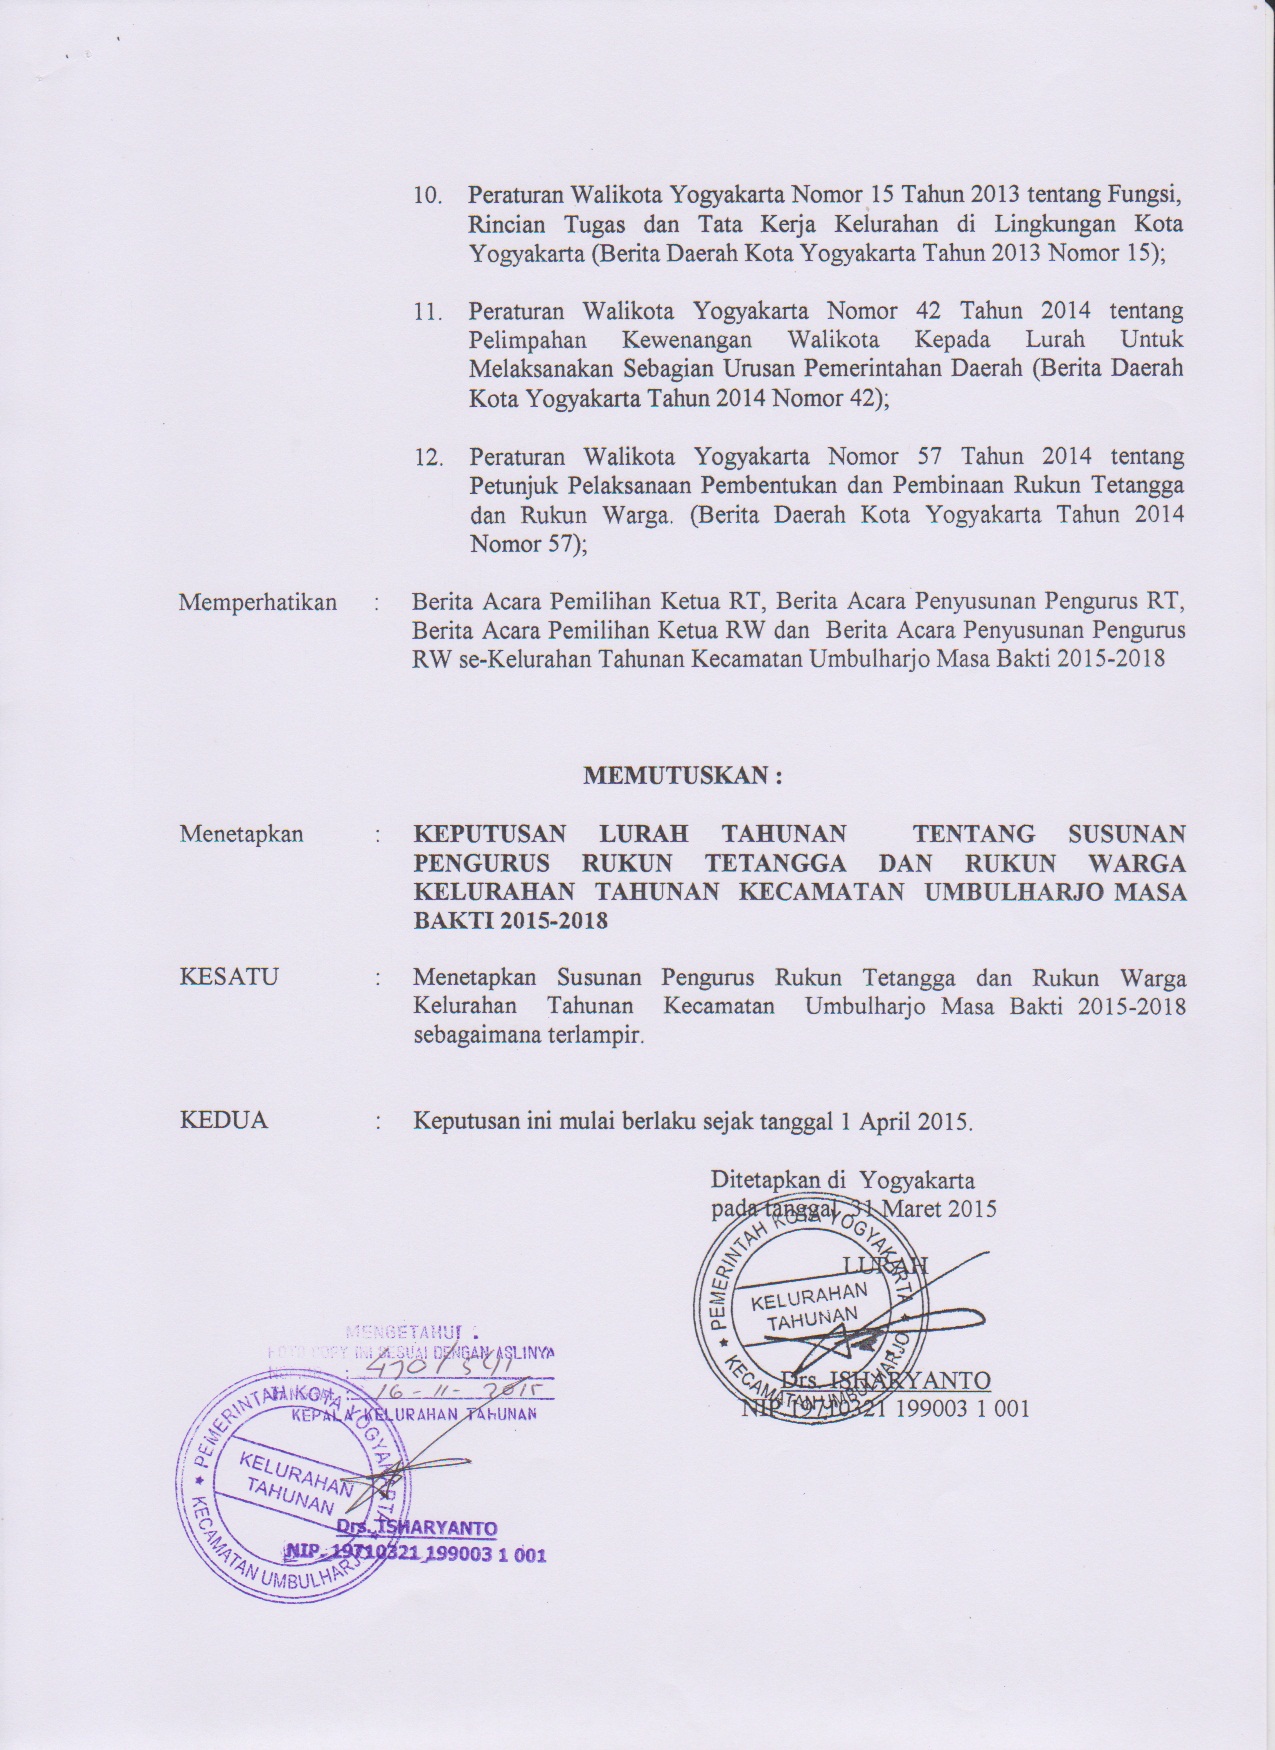 10. Peraturan Walikota Yogyakarta Nomor 15 Tahun 2013 tentang Fungsi,
Rincian Tugas dan Tata Kerja Kelurahan di Lingkungan Kota
Yogyakarta (Berita Daerah Kota Yogyakarta Tahun 2013 Nomor 15);
11. Peraturan Walikota Yogyakarta Nomor 42 Tahun 2014 tentang
Pelimpahan Kewenangan Walikota Kepada Lurah Untuk
Melaksanakan Sebagian Urusan Pemerintahan Daerah (Berita Daerah
Kota Yogyakarta Tahun 2014 Nomor 42);
12. Peraturan Walikota Yogyakarta Nomor 57 Tahun 2014 tentang
Petunjuk Pelaksanaan Pembentukan dan Pembinaan Rukun Tetangga
dan Rukun Warga. (Berita Daerah Kota Yogyakarta Tahun 2014
Nomor 57);
Memperhatikan : Berita Acara Pemilihan Ketua RT, Berita Acara Penyusunan Pengurus RT,
Berita Acara Pemilihan Ketua RW dan Berita Acara Penyusunan Pengurus
RW se-Kelurahan Tahunan Kecamatan Umbulharjo Masa Bakti 2015-2018
MEMUTUSKAN :
Menetapkan : KEPUTUSAN LURAH TAHUNAN TENTANG SUSUNAN
PENGURUS RUKUN TETANGGA DAN RUKUN WARGA
KELURAHAN TAHUNAN KECAMATAN UMBULHARJO MASA
BAKTI 2015-2018
KESATU : Menetapkan Susunan Pengurus Rukun Tetangga dan Rukun Warga
Kelurahan Tahunan Kecamatan Umbulharjo Masa Bakti 2015-2018
sebagaimana terlampir.
KEDUA : Keputusan ini mulai berlaku sejak tanggal 1 April 2015.
Ditetapkan di Yogyakarta
pada tanggal 31 Maret 2015
LURAH
PEMERINTAH KOTA YOGYAKARTA
KELURAHAN
TAHUNAN
KECAMATAN UMBULHARJO
Drs. ISHARYANTO
NIP 19710321 199003 1 001
MENGETAHUI :
FOTO COPY INI SESUAI DENGAN ASLINYA
: 470 / 541
: 16 - 11 - 2015
KEPALA KELURAHAN TAHUNAN
PEMERINTAH KOTA YOGYAKARTA
KELURAHAN
TAHUNAN
KECAMATAN UMBULHARJO
Drs. ISHARYANTO
NIP. 19710321 199003 1 001